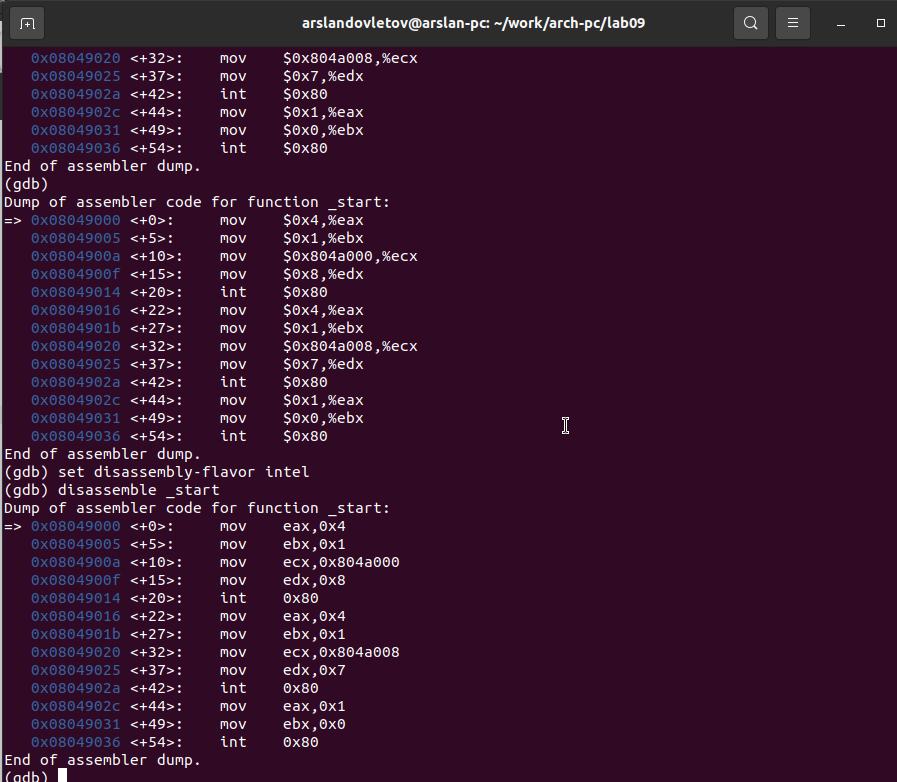 arslandovletov@arslan-pc: ~/work/arch-pc/lab09
0x08049020 <+32>: mov $0x804a008,%ecx
0x08049025 <+37>: mov $0x7,%edx
0x0804902a <+42>: int $0x80
0x0804902c <+44>: mov $0x1,%eax
0x08049031 <+49>: mov $0x0,%ebx
0x08049036 <+54>: int $0x80
End of assembler dump.
(gdb)
Dump of assembler code for function _start:
=> 0x08049000 <+0>: mov $0x4,%eax
0x08049005 <+5>: mov $0x1,%ebx
0x0804900a <+10>: mov $0x804a000,%ecx
0x0804900f <+15>: mov $0x8,%edx
0x08049014 <+20>: int $0x80
0x08049016 <+22>: mov $0x4,%eax
0x0804901b <+27>: mov $0x1,%ebx
0x08049020 <+32>: mov $0x804a008,%ecx
0x08049025 <+37>: mov $0x7,%edx
0x0804902a <+42>: int $0x80
0x0804902c <+44>: mov $0x1,%eax
0x08049031 <+49>: mov $0x0,%ebx
0x08049036 <+54>: int $0x80
End of assembler dump.
(gdb) set disassembly-flavor intel
(gdb) disassemble _start
Dump of assembler code for function _start:
=> 0x08049000 <+0>: mov eax,0x4
0x08049005 <+5>: mov ebx,0x1
0x0804900a <+10>: mov ecx,0x804a000
0x0804900f <+15>: mov edx,0x8
0x08049014 <+20>: int 0x80
0x08049016 <+22>: mov eax,0x4
0x0804901b <+27>: mov ebx,0x1
0x08049020 <+32>: mov ecx,0x804a008
0x08049025 <+37>: mov edx,0x7
0x0804902a <+42>: int 0x80
0x0804902c <+44>: mov eax,0x1
0x08049031 <+49>: mov ebx,0x0
0x08049036 <+54>: int 0x80
End of assembler dump.
(gdb)